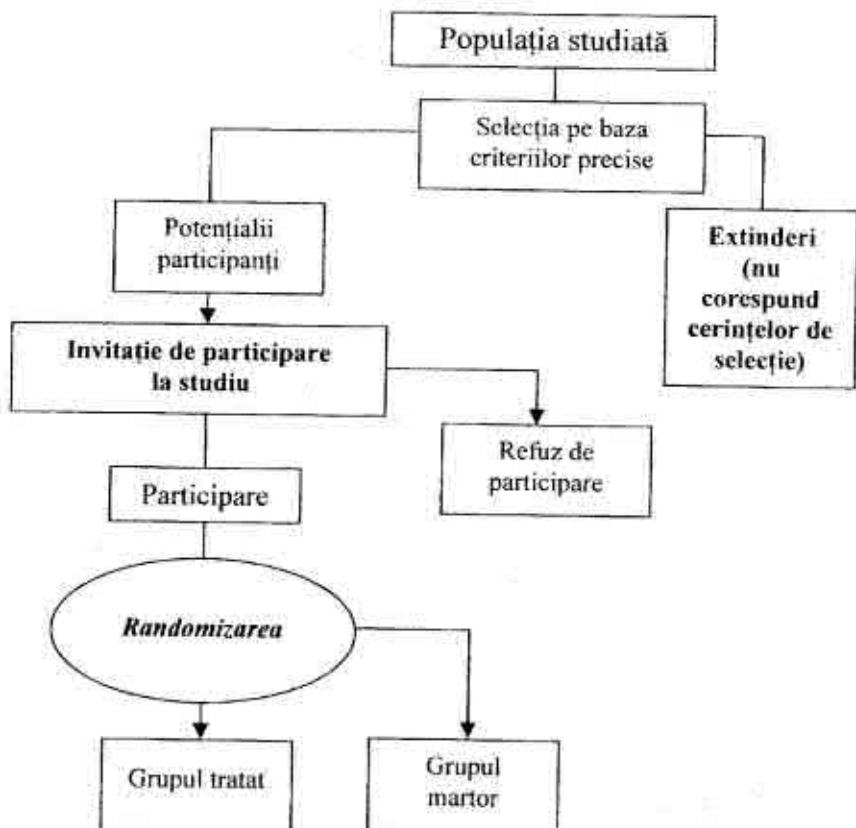 Populația studiată
Selecția pe baza
criteriilor precise
Potențialii
participanți
Extinderi
(nu
corespund
cerințelor de
selecție)
Invitație de participare
la studiu
Refuz de
participare
Participare
Randomizarea
Grupul tratat
Grupul
martor